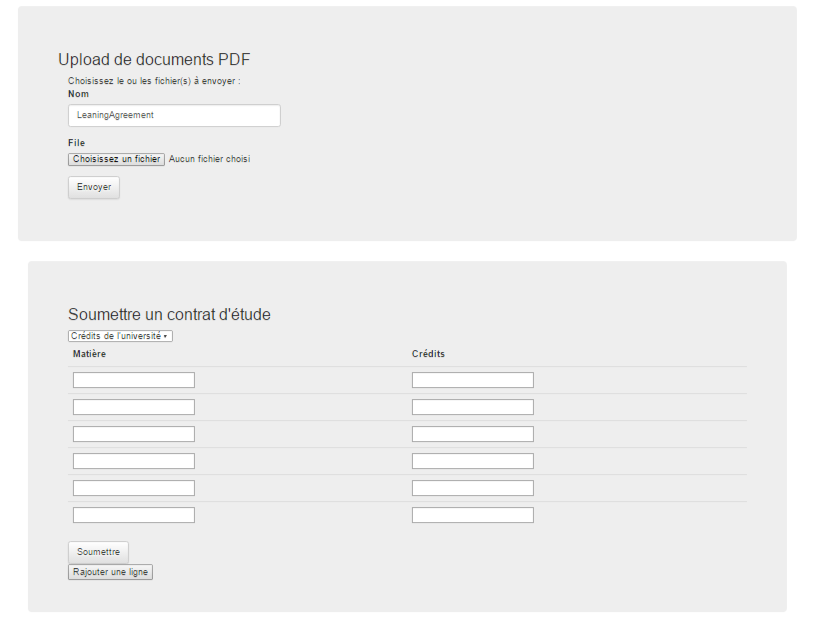 Upload de documents PDF
Choisissez le ou les fichier(s) à envoyer :
Nom
LeaningAgreement
File
Choisissez un fichier Aucun fichier choisi
Envoyer
Soumettre un contrat d'étude
Crédits de l'université
Matière Crédits
Soumettre
Rajouter une ligne